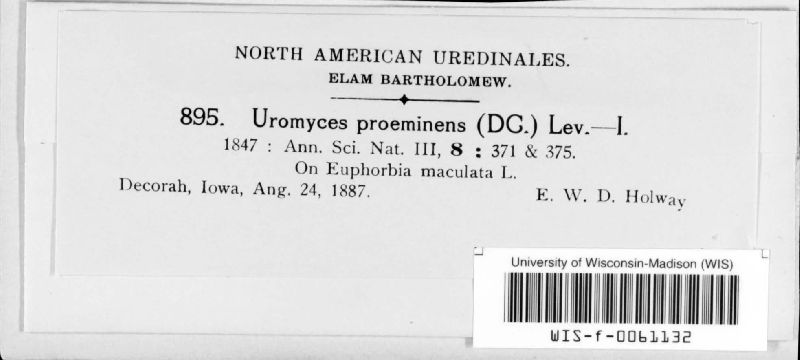 NORTH AMERICAN UREDINALES.
ELAM BARTHOLOMEW.
895. Uromyces proeminens (DC.) Lev.—I.
1847 : Ann. Sci. Nat. III, 8 : 371 & 375.
On Euphorbia maculata L.
Decorah, Iowa, Ang. 24, 1887. E. W. D. Holway
University of Wisconsin-Madison (WIS)
WIS-f-0061132